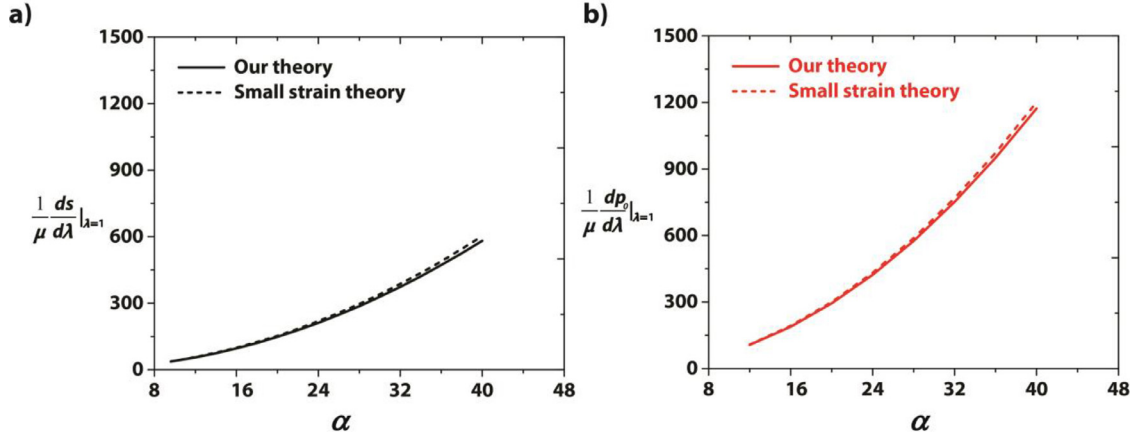 a)
1500
1200
900
600
300
0
8 16 24 32 40 48
α
1/μ ds/dλ |λ=1
Our theory
Small strain theory
b)
1500
1200
900
600
300
0
8 16 24 32 40 48
α
1/μ dp₀/dλ |λ=1
Our theory
Small strain theory